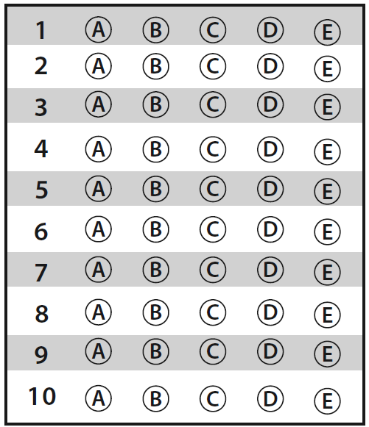 1 A B C D E
2 A B C D E
3 A B C D E
4 A B C D E
5 A B C D E
6 A B C D E
7 A B C D E
8 A B C D E
9 A B C D E
10 A B C D E